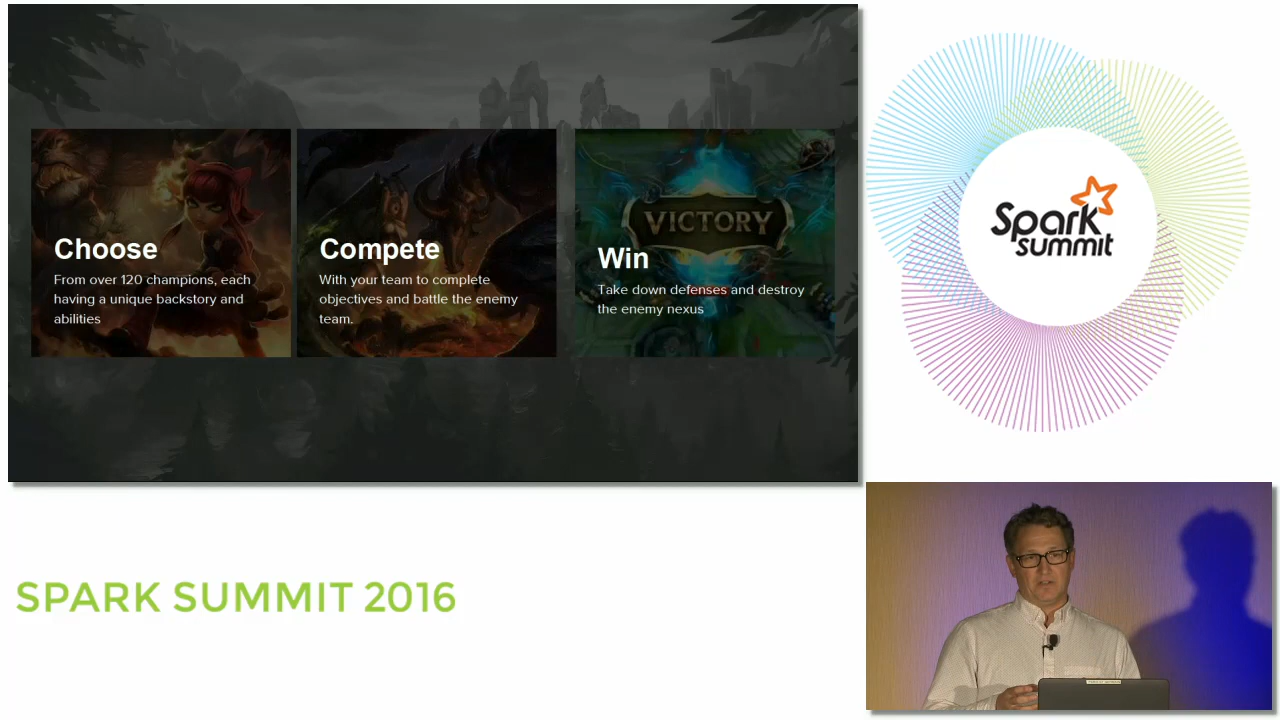 Choose
From over 120 champions, each
having a unique backstory and
abilities
Compete
With your team to complete
objectives and battle the enemy
team.
VICTORY
Win
Take down defenses and destroy
the enemy nexus
Spark
summit
SPARK SUMMIT 2016